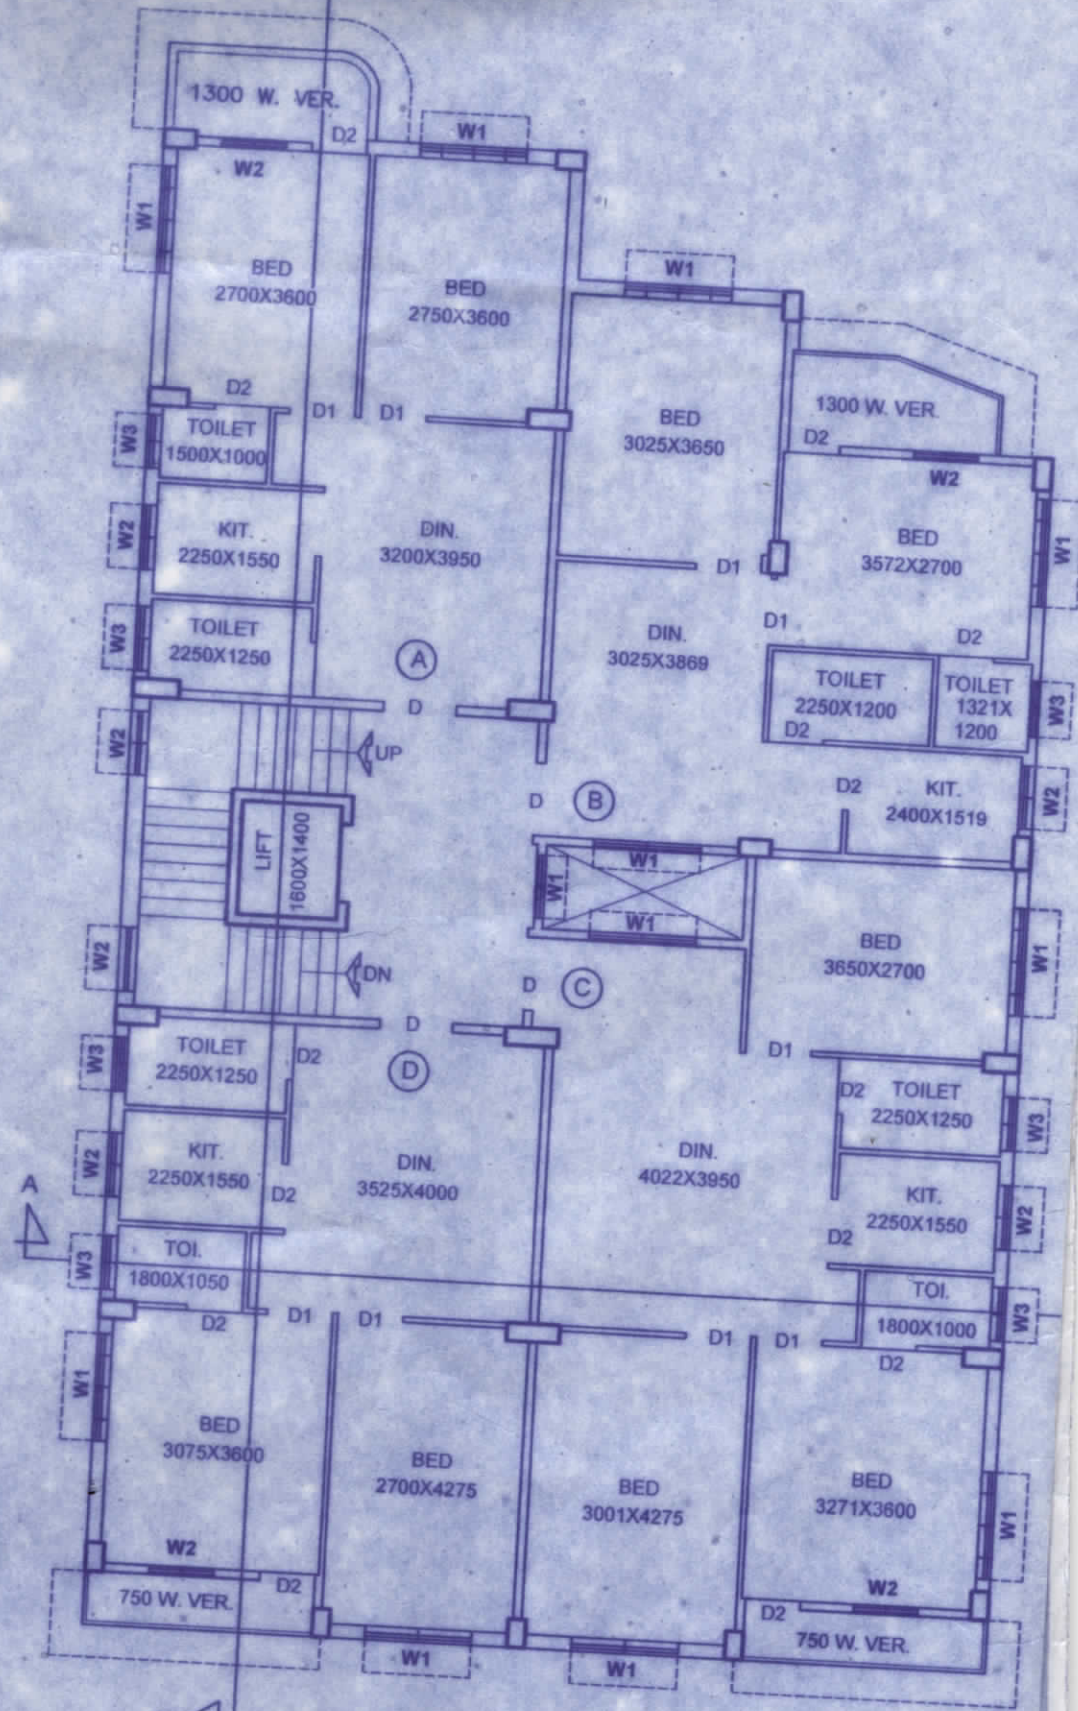 1300 W. VER.
D2
W1
W2
W1
BED
2700X3600
BED
2750X3600
W1
D2
D1
D1
TOILET
1500X1000
W3
BED
3025X3650
1300 W. VER.
D2
W2
KIT.
2250X1550
W2
DIN.
3200X3950
BED
3572X2700
W1
D1
TOILET
2250X1250
W3
DIN.
3025X3869
D1
D2
A
TOILET
2250X1200
D2
TOILET
1321X
1200
W3
D
W2
UP
D
B
D2
KIT.
2400X1519
W2
LIFT
1600X1400
W1
W1
W1
BED
3650X2700
W1
W2
DN
D
C
D
D1
TOILET
2250X1250
W3
D2
D
D2
TOILET
2250X1250
W3
KIT.
2250X1550
W2
D2
DIN.
3525X4000
DIN.
4022X3950
KIT.
2250X1550
W2
D2
A
TOI.
1800X1050
W3
D2
D1
D1
D1
D1
TOI.
1800X1000
W3
D2
W1
BED
3075X3600
BED
2700X4275
BED
3001X4275
BED
3271X3600
W1
W2
D2
750 W. VER.
W1
W1
W2
D2
750 W. VER.